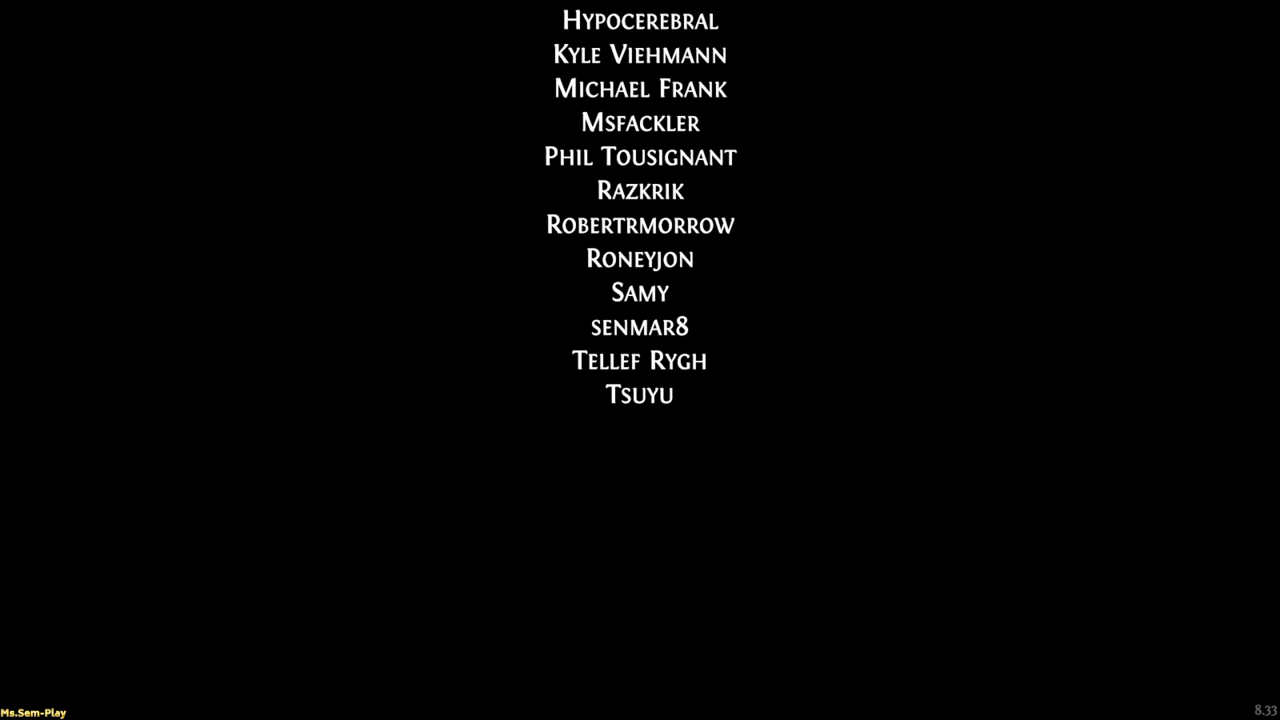 Hypocerebral
Kyle Viehmann
Michael Frank
Msfackler
Phil Tousignant
Razkrik
Robertrmorrow
Roneyjon
Samy
senmar8
Tellef Rygh
Tsuyu
Ms.Sem-Play
8.33